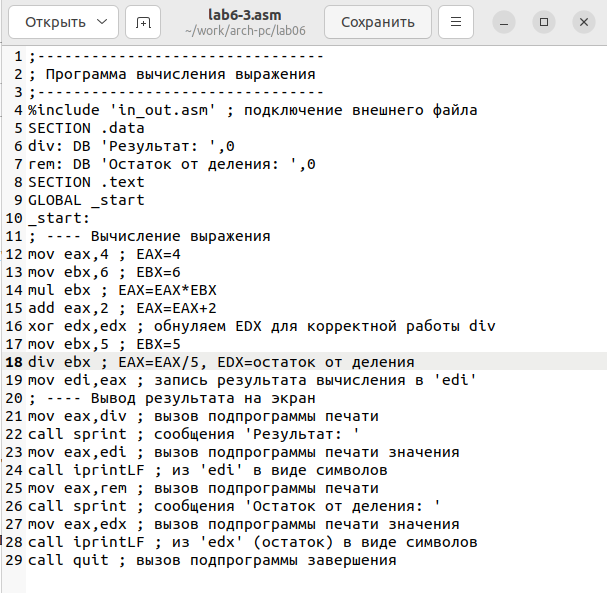 Открыть
lab6-3.asm
~/work/arch-pc/lab06
Сохранить
1 ;--------------------------------
2 ; Программа вычисления выражения
3 ;--------------------------------
4 %include 'in_out.asm' ; подключение внешнего файла
5 SECTION .data
6 div: DB 'Результат: ',0
7 rem: DB 'Остаток от деления: ',0
8 SECTION .text
9 GLOBAL _start
10 _start:
11 ; ---- Вычисление выражения
12 mov eax,4 ; EAX=4
13 mov ebx,6 ; EBX=6
14 mul ebx ; EAX=EAX*EBX
15 add eax,2 ; EAX=EAX+2
16 xor edx,edx ; обнуляем EDX для корректной работы div
17 mov ebx,5 ; EBX=5
18 div ebx ; EAX=EAX/5, EDX=остаток от деления
19 mov edi,eax ; запись результата вычисления в 'edi'
20 ; ---- Вывод результата на экран
21 mov eax,div ; вызов подпрограммы печати
22 call sprint ; сообщения 'Результат: '
23 mov eax,edi ; вызов подпрограммы печати значения
24 call iprintLF ; из 'edi' в виде символов
25 mov eax,rem ; вызов подпрограммы печати
26 call sprint ; сообщения 'Остаток от деления: '
27 mov eax,edx ; вызов подпрограммы печати значения
28 call iprintLF ; из 'edx' (остаток) в виде символов
29 call quit ; вызов подпрограммы завершения